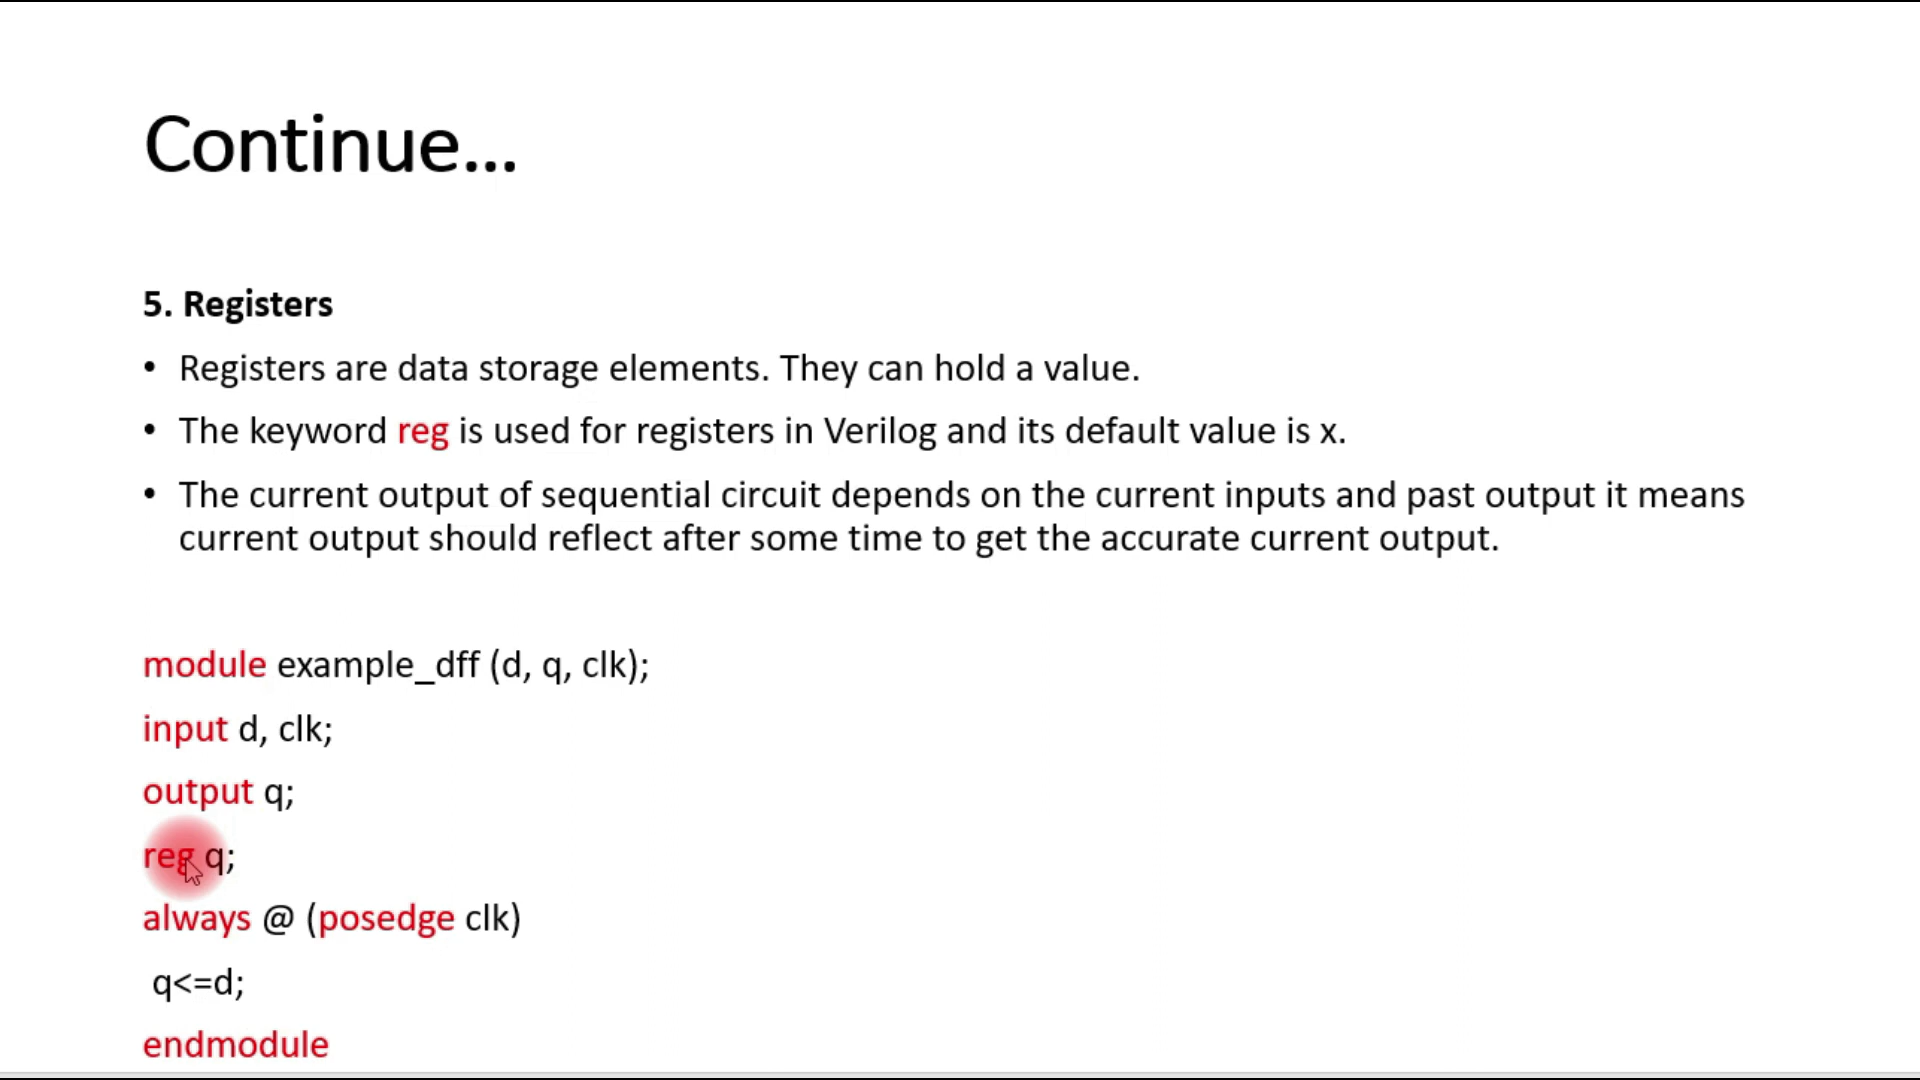 Continue...
5. Registers
• Registers are data storage elements. They can hold a value.
• The keyword reg is used for registers in Verilog and its default value is x.
• The current output of sequential circuit depends on the current inputs and past output it means
current output should reflect after some time to get the accurate current output.
module example_dff (d, q, clk);
input d, clk;
output q;
reg q;
always @ (posedge clk)
q<=d;
endmodule